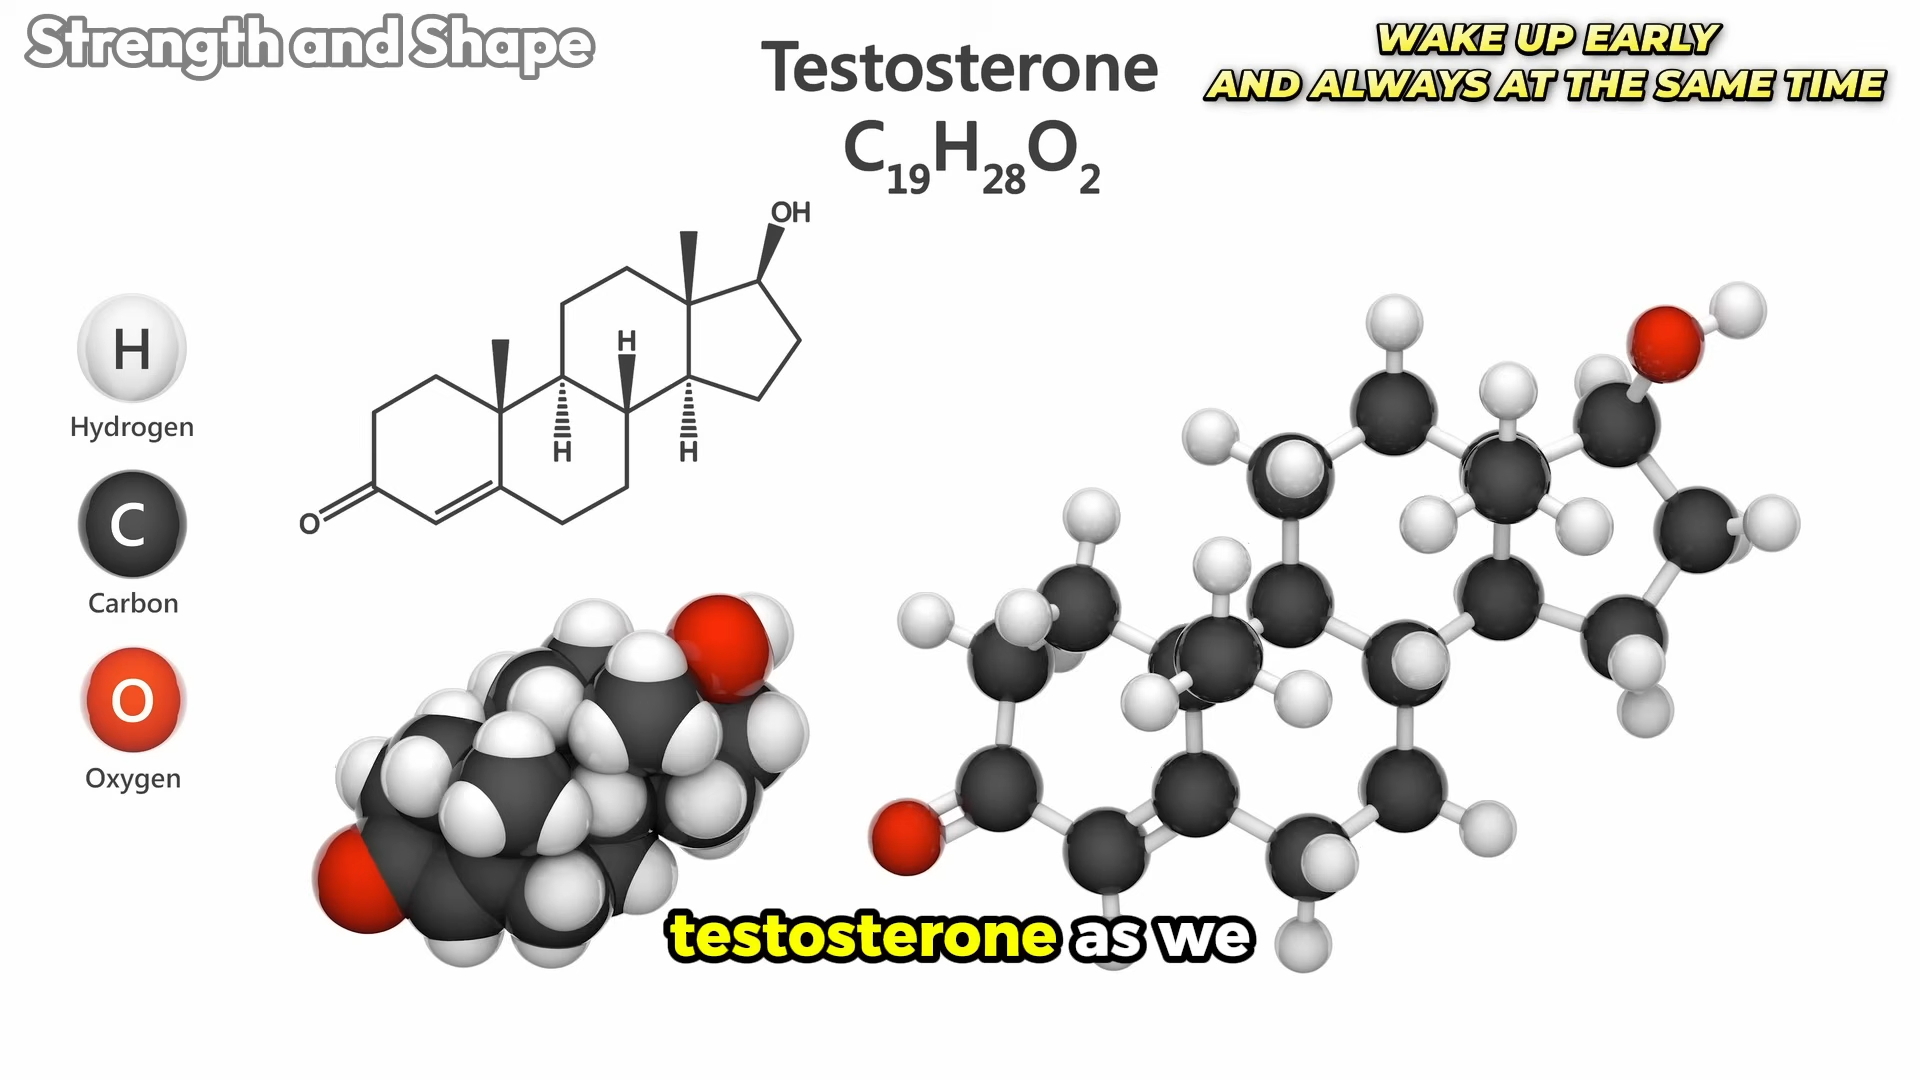 Strength and Shape
Testosterone
C19H28O2
WAKE UP EARLY
AND ALWAYS AT THE SAME TIME
OH
H
H
H
O
H
Hydrogen
C
Carbon
O
Oxygen
testosterone as we